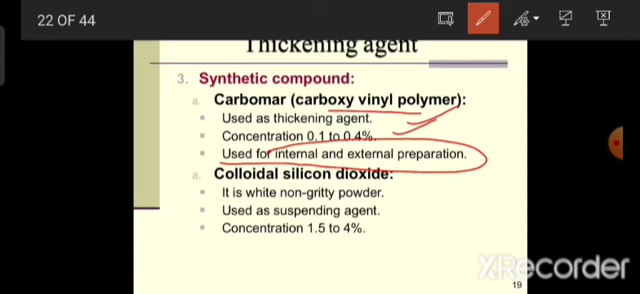 22 OF 44
Thickening agent
3. Synthetic compound:
a. Carbomar (carboxy vinyl polymer):
▪ Used as thickening agent.
▪ Concentration 0.1 to 0.4%.
▪ Used for internal and external preparation.
a. Colloidal silicon dioxide:
▪ It is white non-gritty powder.
▪ Used as suspending agent.
▪ Concentration 1.5 to 4%.
XRecorder
19